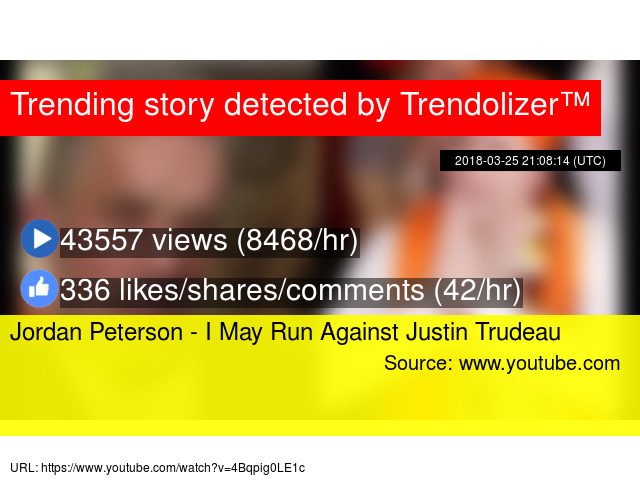 Trending story detected by Trendolizer™
2018-03-25 21:08:14 (UTC)
43557 views (8468/hr)
336 likes/shares/comments (42/hr)
Jordan Peterson - I May Run Against Justin Trudeau
Source: www.youtube.com
URL: https://www.youtube.com/watch?v=4Bqpig0LE1c